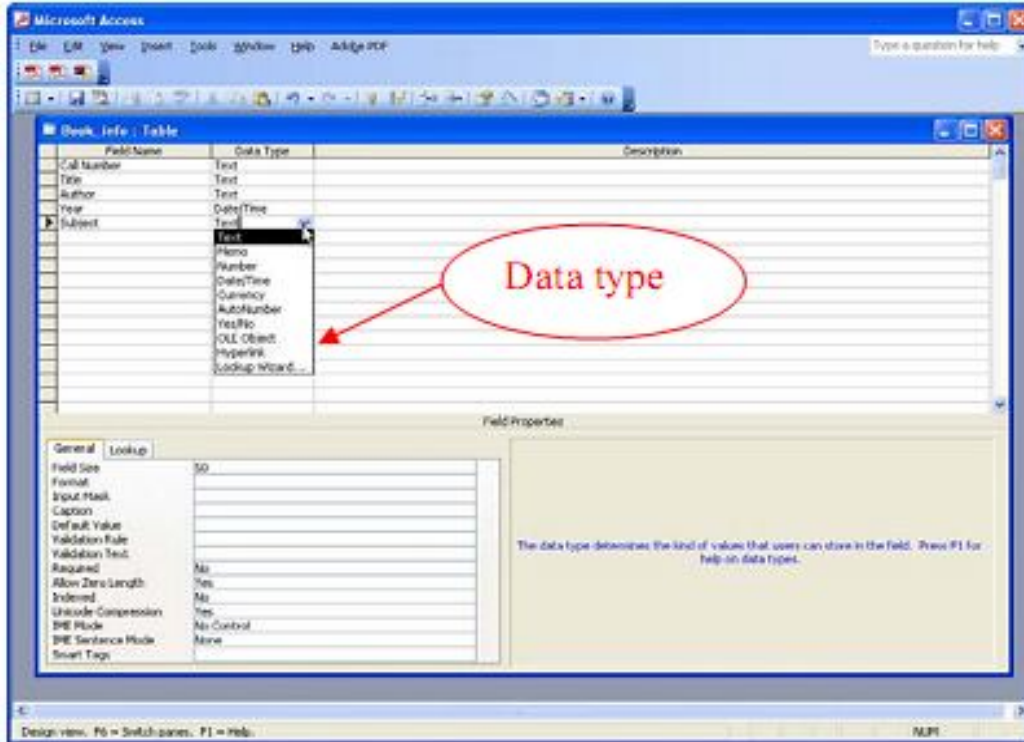 Microsoft Access
File Edit View Insert Tools Window Help Adobe PDF
Type a question for help
Book_Info : Table
Field Name Data Type Description
Call Number Text
Title Text
Author Text
Year Date/Time
Subject Text
Text
Memo
Number
Date/Time
Currency
AutoNumber
Yes/No
OLE Object
Hyperlink
Lookup Wizard...
Data type
Field Properties
General Lookup
Field Size 50
Format
Input Mask
Caption
Default Value
Validation Rule
Validation Text
Required No
Allow Zero Length Yes
Indexed No
Unicode Compression Yes
IME Mode No Control
IME Sentence Mode None
Smart Tags
The data type determines the kind of values that users can store in the field. Press F1 for
help on data types.
Design view. F6 = Switch panes. F1 = Help.
NUM